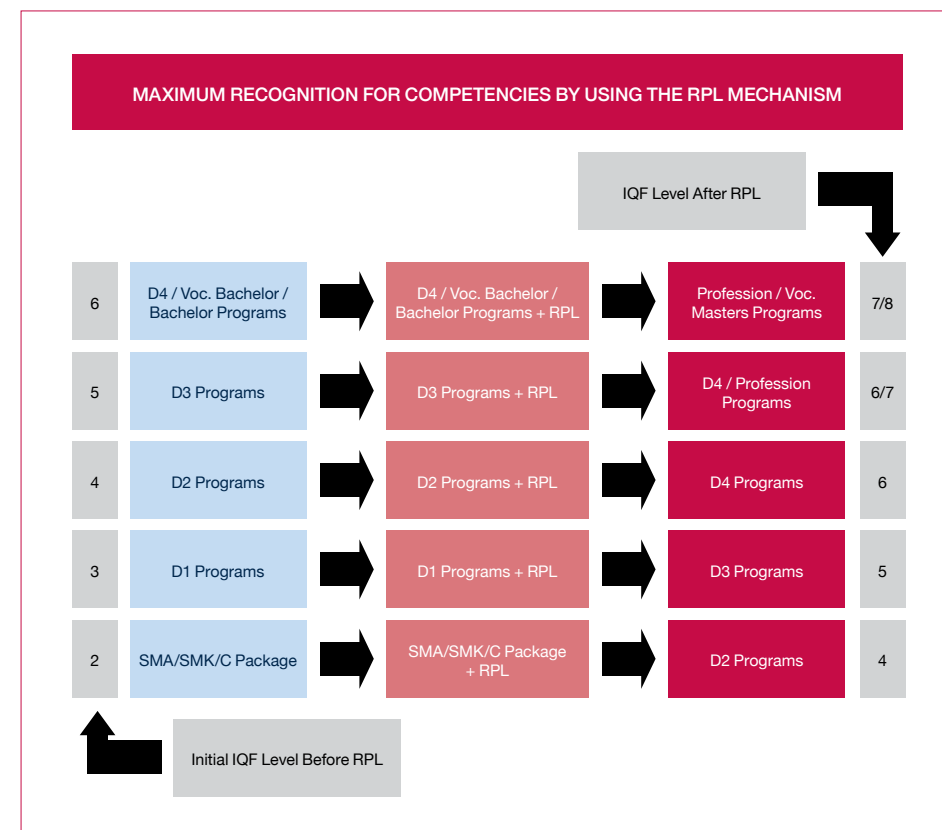 MAXIMUM RECOGNITION FOR COMPETENCIES BY USING THE RPL MECHANISM
IQF Level After RPL
6
D4 / Voc. Bachelor /
Bachelor Programs
D4 / Voc. Bachelor /
Bachelor Programs + RPL
Profession / Voc.
Masters Programs
7/8
5
D3 Programs
D3 Programs + RPL
D4 / Profession
Programs
6/7
4
D2 Programs
D2 Programs + RPL
D4 Programs
6
3
D1 Programs
D1 Programs + RPL
D3 Programs
5
2
SMA/SMK/C Package
SMA/SMK/C Package
+ RPL
D2 Programs
4
Initial IQF Level Before RPL